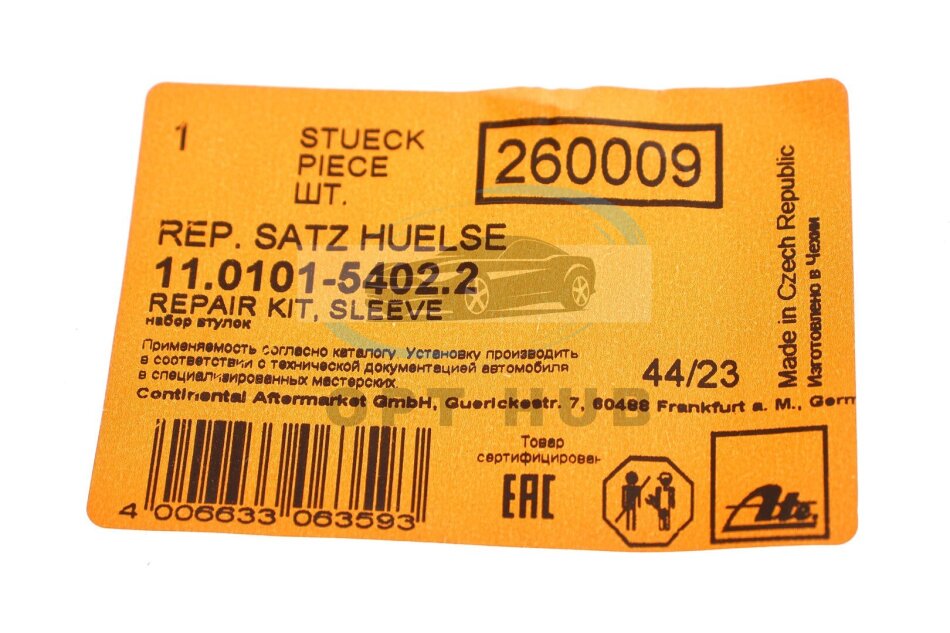 1
STUECK
PIECE
ШТ.
260009
REP. SATZ HUELSE
11.0101-5402.2
REPAIR KIT, SLEEVE
набор втулок
Применяемость согласно каталогу. Установку производить
в соответствии с технической документацией автомобиля
в специализированных мастерских.
44/23
Continental Aftermarket GmbH, Guerickestr. 7, 60488 Frankfurt a. M., Germ
Made in Czech Republic
Изготовлено в Чехии
OPT HUB
4 006633 063593
Товар
сертифицирован
EAC
Ate